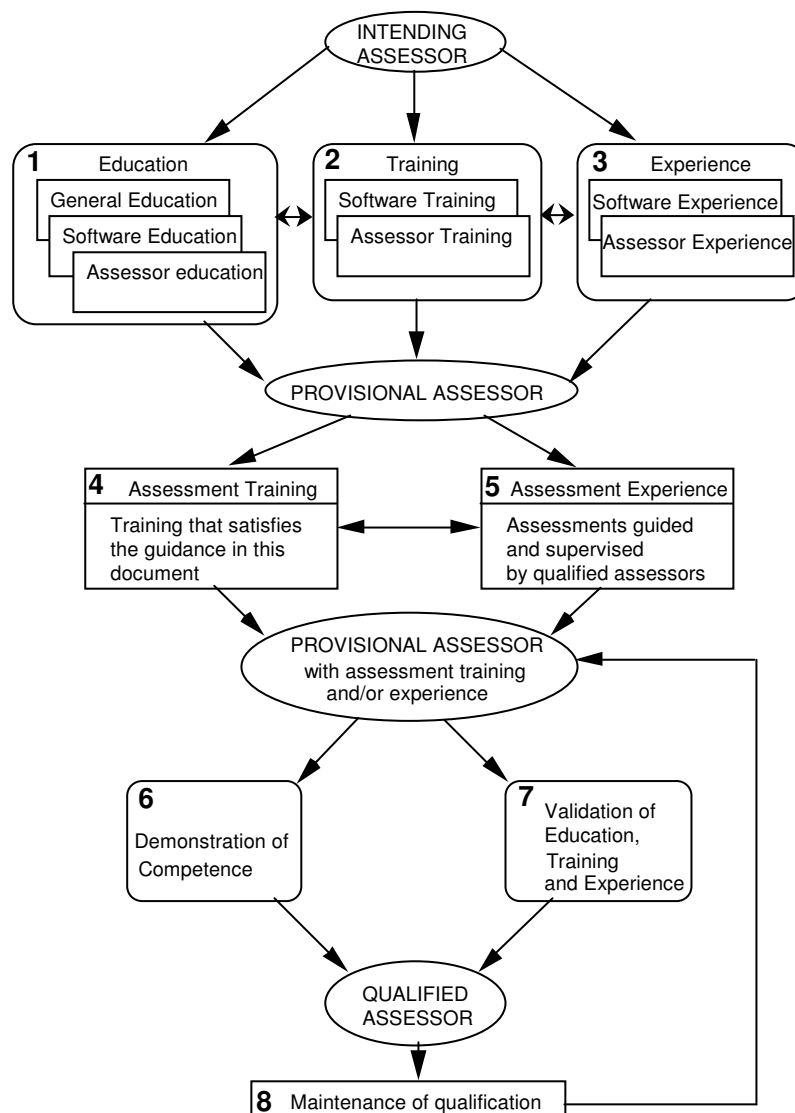 INTENDING
ASSESSOR
1
Education
General Education
Software Education
Assessor education
2
Training
Software Training
Assessor Training
3
Experience
Software Experience
Assessor Experience
PROVISIONAL ASSESSOR
4
Assessment Training
Training that satisfies
the guidance in this
document
5
Assessment Experience
Assessments guided
and supervised
by qualified assessors
PROVISIONAL ASSESSOR
with assessment training
and/or experience
6
Demonstration of
Competence
7
Validation of
Education,
Training
and Experience
QUALIFIED
ASSESSOR
8 Maintenance of qualification